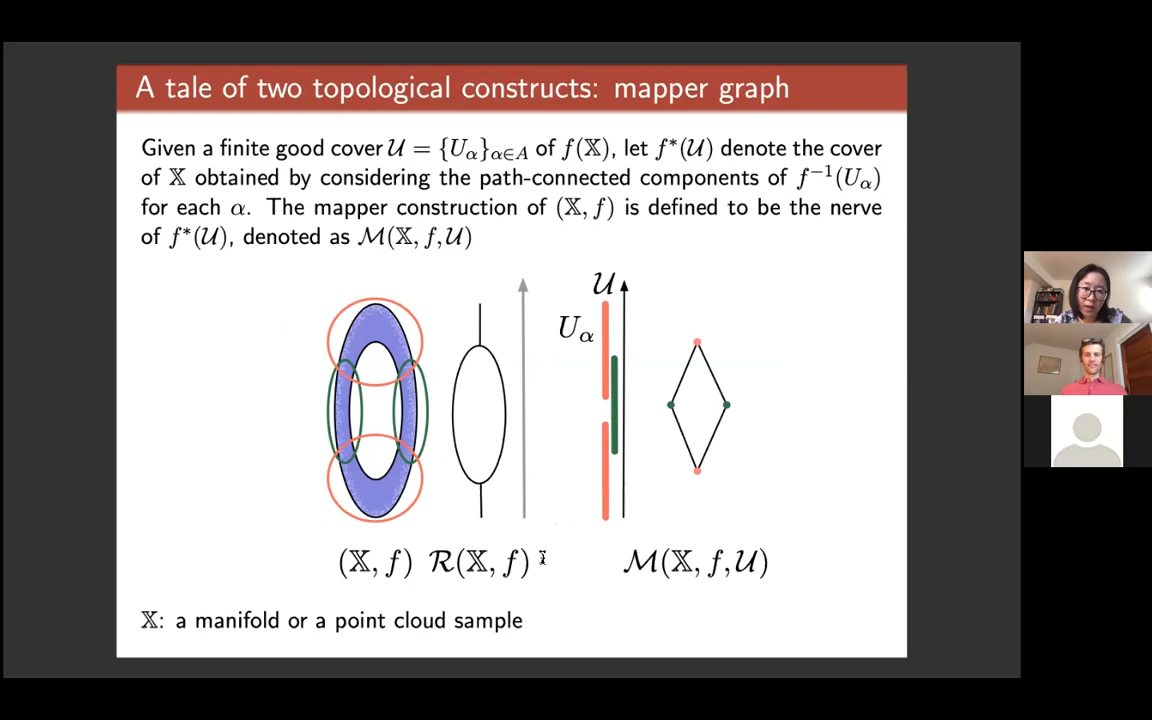 A tale of two topological constructs: mapper graph
Given a finite good cover 𝒰 = {U_α}_{α∈A} of f(𝕏), let f*(𝒰) denote the cover
of 𝕏 obtained by considering the path-connected components of f⁻¹(U_α)
for each α. The mapper construction of (𝕏, f) is defined to be the nerve
of f*(𝒰), denoted as ℳ(𝕏, f, 𝒰)
𝒰
U_α
(𝕏, f) ℛ(𝕏, f) ℳ(𝕏, f, 𝒰)
𝕏: a manifold or a point cloud sample